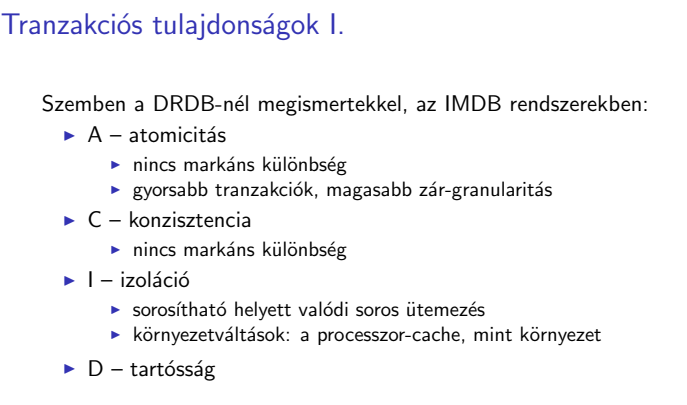 Tranzakciós tulajdonságok I.
Szemben a DRDB-nél megismertekkel, az IMDB rendszerekben:
▶ A – atomicitás
▶ nincs markáns különbség
▶ gyorsabb tranzakciók, magasabb zár-granularitás
▶ C – konzisztencia
▶ nincs markáns különbség
▶ I – izoláció
▶ sorosítható helyett valódi soros ütemezés
▶ környezetváltások: a processzor-cache, mint környezet
▶ D – tartósság